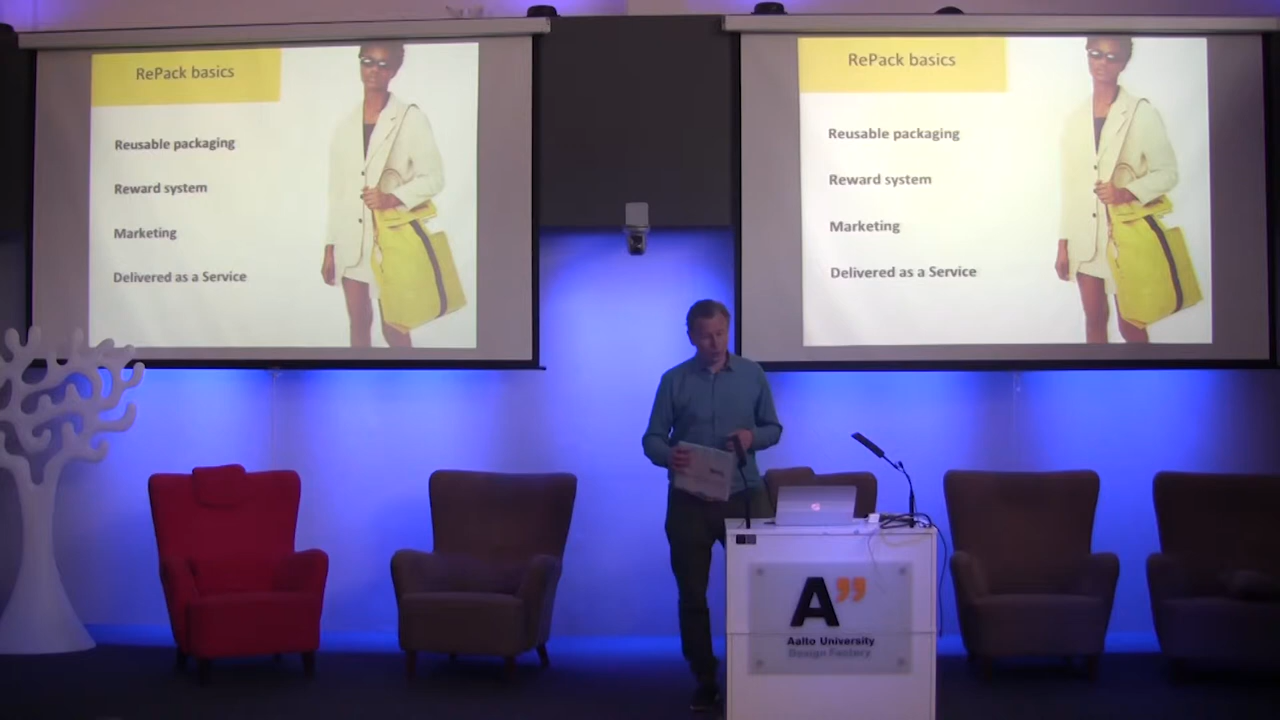 RePack basics
Reusable packaging
Reward system
Marketing
Delivered as a Service
RePack basics
Reusable packaging
Reward system
Marketing
Delivered as a Service
A”
Aalto University
Design Factory